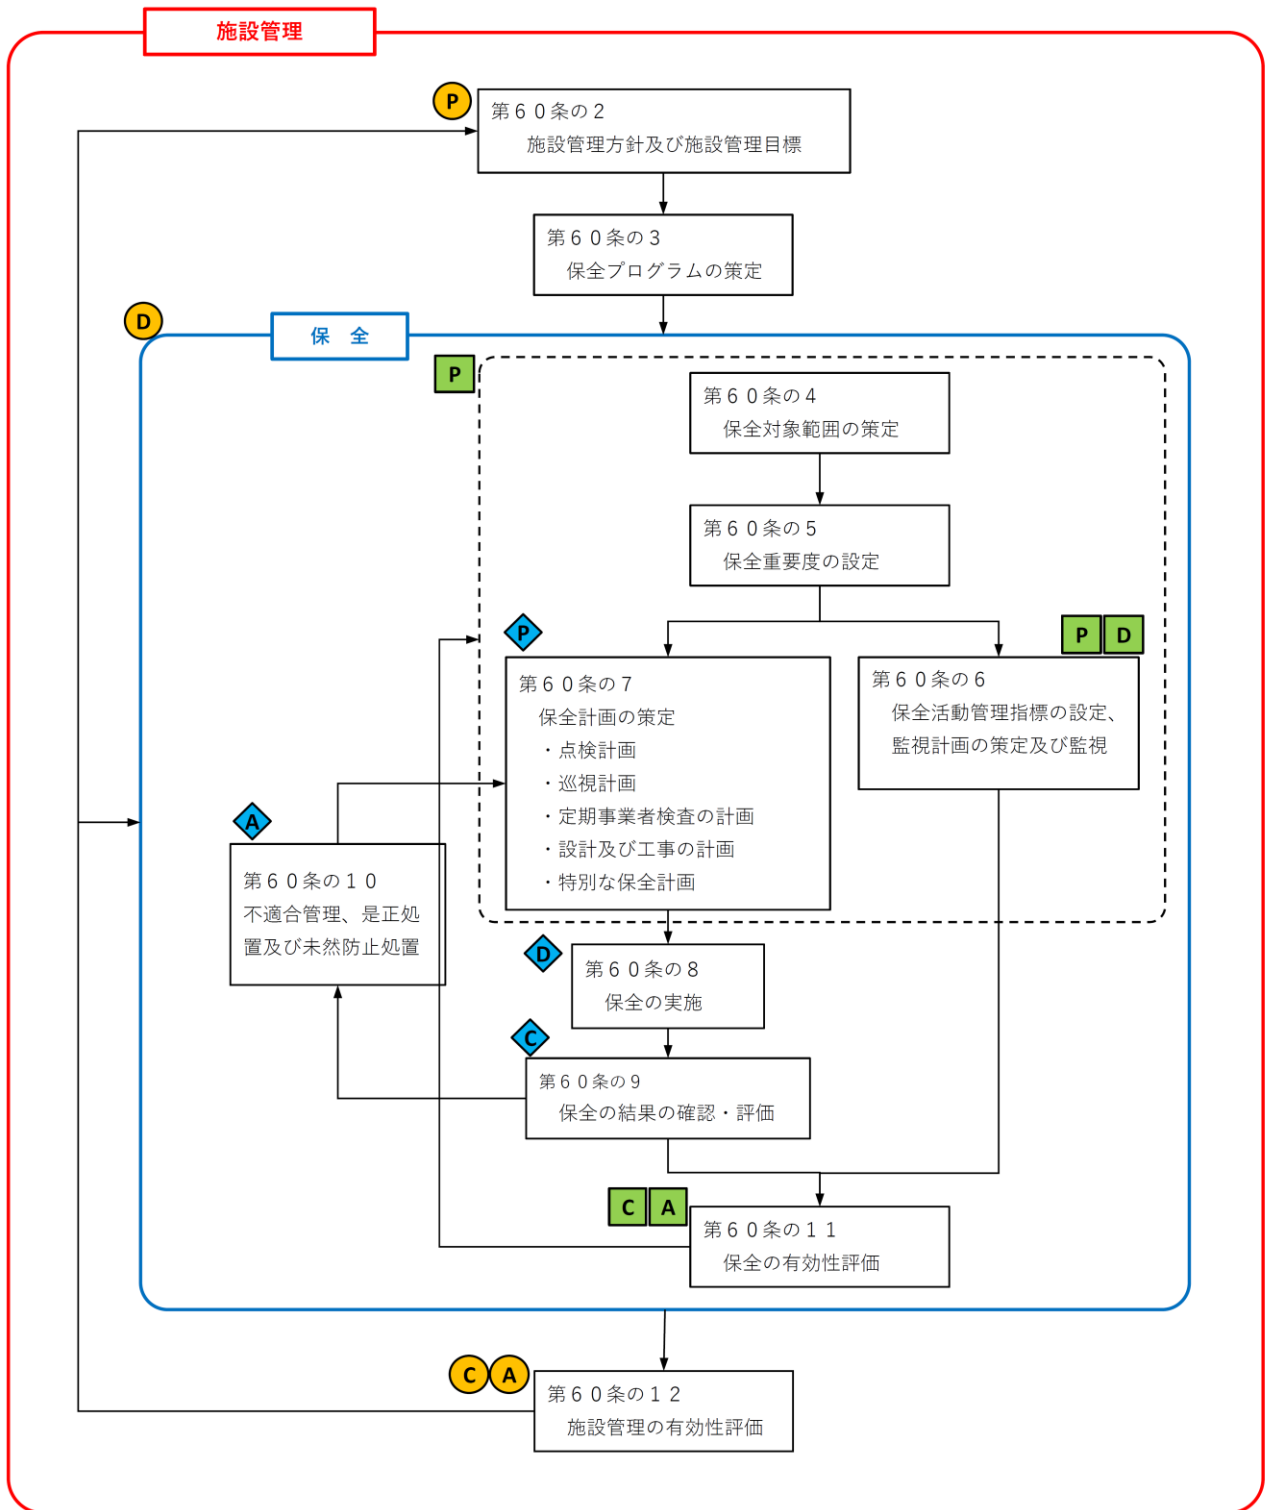 施設管理
P
第６０条の２
施設管理方針及び施設管理目標
第６０条の３
保全プログラムの策定
D
保　全
P
第６０条の４
保全対象範囲の策定
第６０条の５
保全重要度の設定
P
第６０条の７
保全計画の策定
・点検計画
・巡視計画
・定期事業者検査の計画
・設計及び工事の計画
・特別な保全計画
P D
第６０条の６
保全活動管理指標の設定、
監視計画の策定及び監視
A
第６０条の１０
不適合管理、是正処
置及び未然防止処置
D
第６０条の８
保全の実施
C
第６０条の９
保全の結果の確認・評価
C A
第６０条の１１
保全の有効性評価
C A
第６０条の１２
施設管理の有効性評価